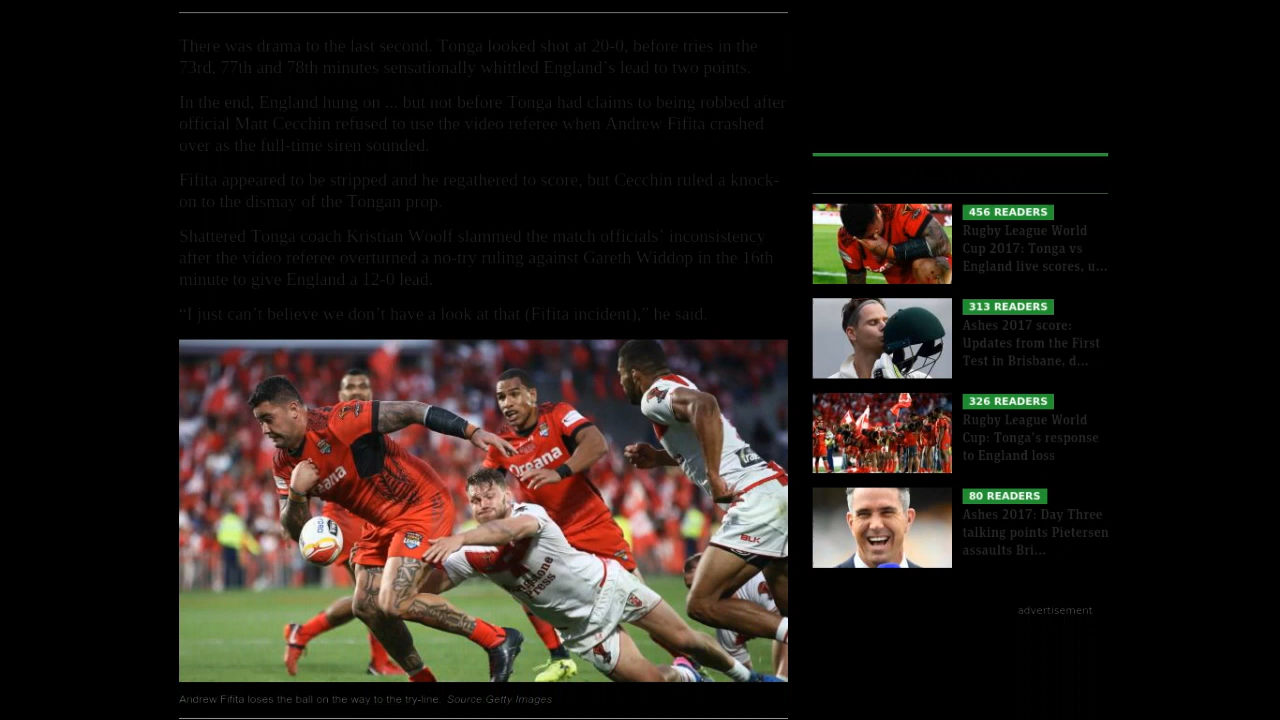 There was drama to the last second. Tonga looked shot at 20-0, before tries in the
73rd, 77th and 78th minutes sensationally whittled England's lead to two points.
In the end, England hung on ... but not before Tonga had claims to being robbed after
official Matt Cecchin refused to use the video referee when Andrew Fifita crashed
over as the full-time siren sounded.
Fifita appeared to be stripped and he regathered to score, but Cecchin ruled a knock-
on to the dismay of the Tongan prop.
Shattered Tonga coach Kristian Woolf slammed the match officials' inconsistency
after the video referee overturned a no-try ruling against Gareth Widdop in the 16th
minute to give England a 12-0 lead.
“I just can't believe we don't have a look at that (Fifita incident),” he said.
Oceana
Press
BLK
Andrew Fifita loses the ball on the way to the try-line. Source:Getty Images
456 READERS
Rugby League World
Cup 2017: Tonga vs
England live scores, u...
313 READERS
Ashes 2017 score:
Updates from the First
Test in Brisbane, d...
326 READERS
Rugby League World
Cup: Tonga's response
to England loss
80 READERS
Ashes 2017: Day Three
talking points Pietersen
assaults Bri...
advertisement